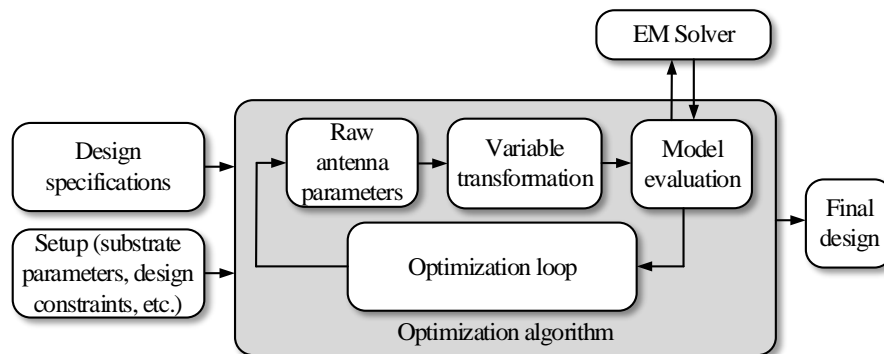 EM Solver
Design
specifications
Raw
antenna
parameters
Variable
transformation
Model
evaluation
Setup (substrate
parameters, design
constraints, etc.)
Optimization loop
Final
design
Optimization algorithm